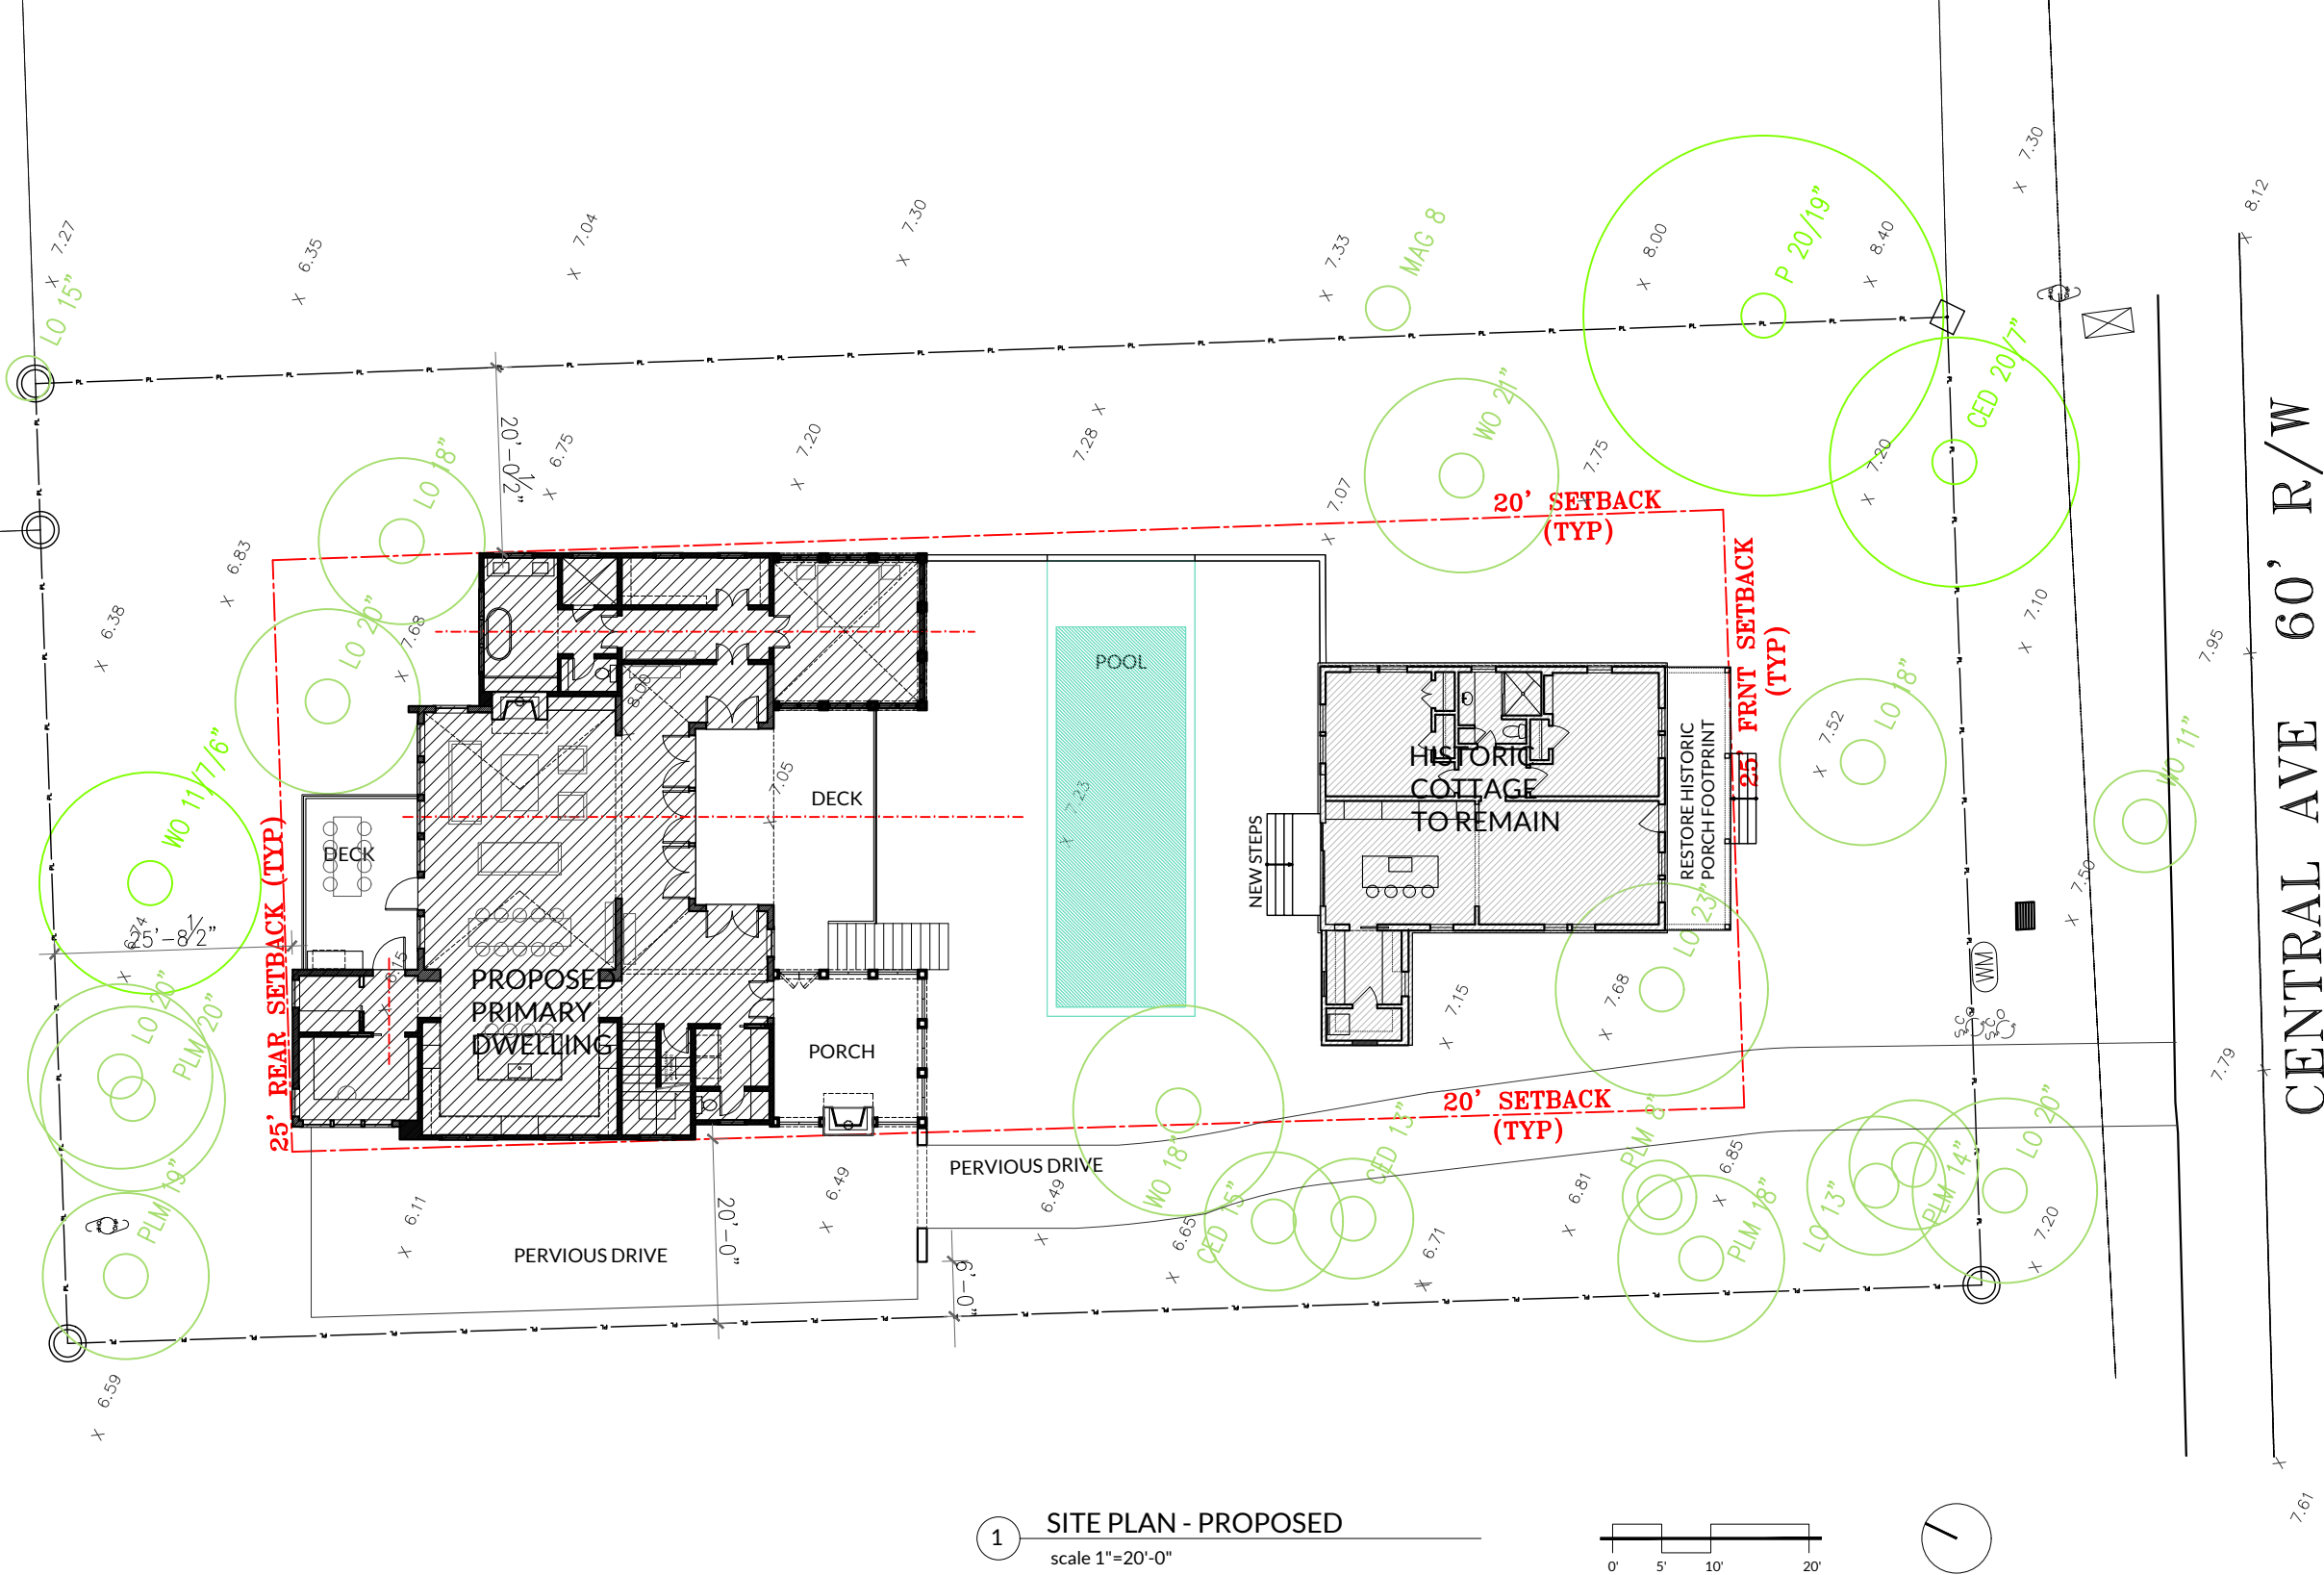 7.27
LO 15"
6.35
7.04
7.30
7.33
MAG 8
8.00
P 20/19"
8.40
7.30
8.12
CED 20/7"
LO 18"
20'-0½"
6.75
7.20
7.28
7.07
WO 21"
7.75
7.20
20' SETBACK
(TYP)
6.83
6.38
LO 20"
7.68
8.00
POOL
7.23
7.05
DECK
DECK
WO 11/7/6"
6.74
25'-8½"
25' REAR SETBACK (TYP)
8.15
PROPOSED
PRIMARY
DWELLING
PORCH
NEW STEPS
HISTORIC
COTTAGE
TO REMAIN
RESTORE HISTORIC
PORCH FOOTPRINT
25' FRNT SETBACK
(TYP)
7.10
7.52
LO 18"
WO 11"
7.95
7.50
CENTRAL AVE 60' R/W
LO 23"
7.15
7.68
WM
SCO
SCO
7.79
LO 20"
PLM 20"
PLM 19"
20' SETBACK
(TYP)
PERVIOUS DRIVE
PERVIOUS DRIVE
6.11
20'-0"
6.49
6.49
6'-0"
WO 18"
6.65
CED 15"
CED 13"
6.71
6.81
PLM 8"
6.85
PLM 18"
LO 13"
PLM 14"
LO 20"
7.20
6.59
7.61
1
SITE PLAN - PROPOSED
scale 1"=20'-0"
0' 5' 10' 20'